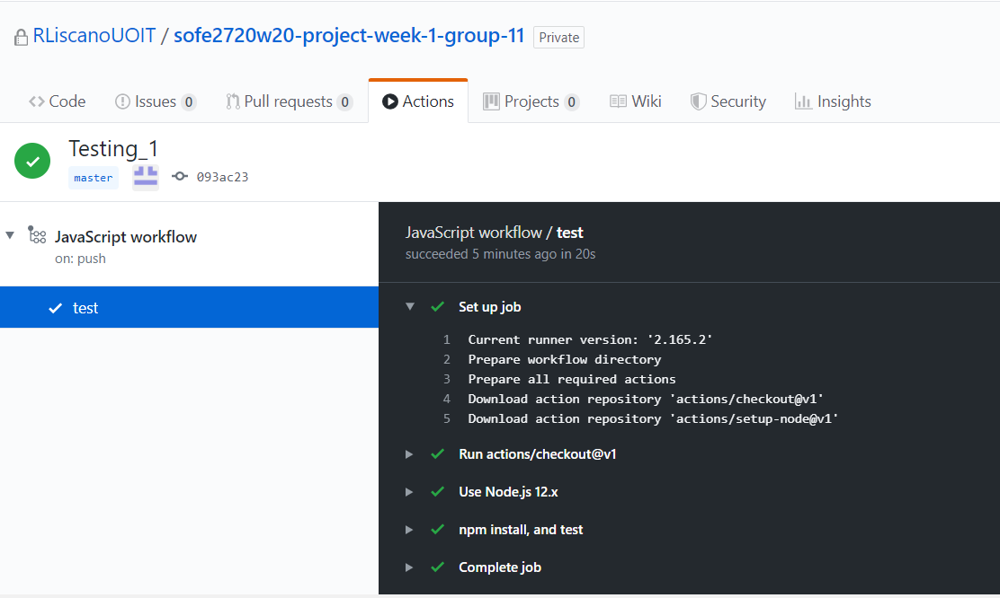 RLiscanoUOIT / sofe2720w20-project-week-1-group-11 Private
Code Issues 0 Pull requests 0 Actions Projects 0 Wiki Security Insights
Testing_1
master 093ac23
JavaScript workflow
on: push
test
JavaScript workflow / test
succeeded 5 minutes ago in 20s
Set up job
1 Current runner version: '2.165.2'
2 Prepare workflow directory
3 Prepare all required actions
4 Download action repository 'actions/checkout@v1'
5 Download action repository 'actions/setup-node@v1'
Run actions/checkout@v1
Use Node.js 12.x
npm install, and test
Complete job